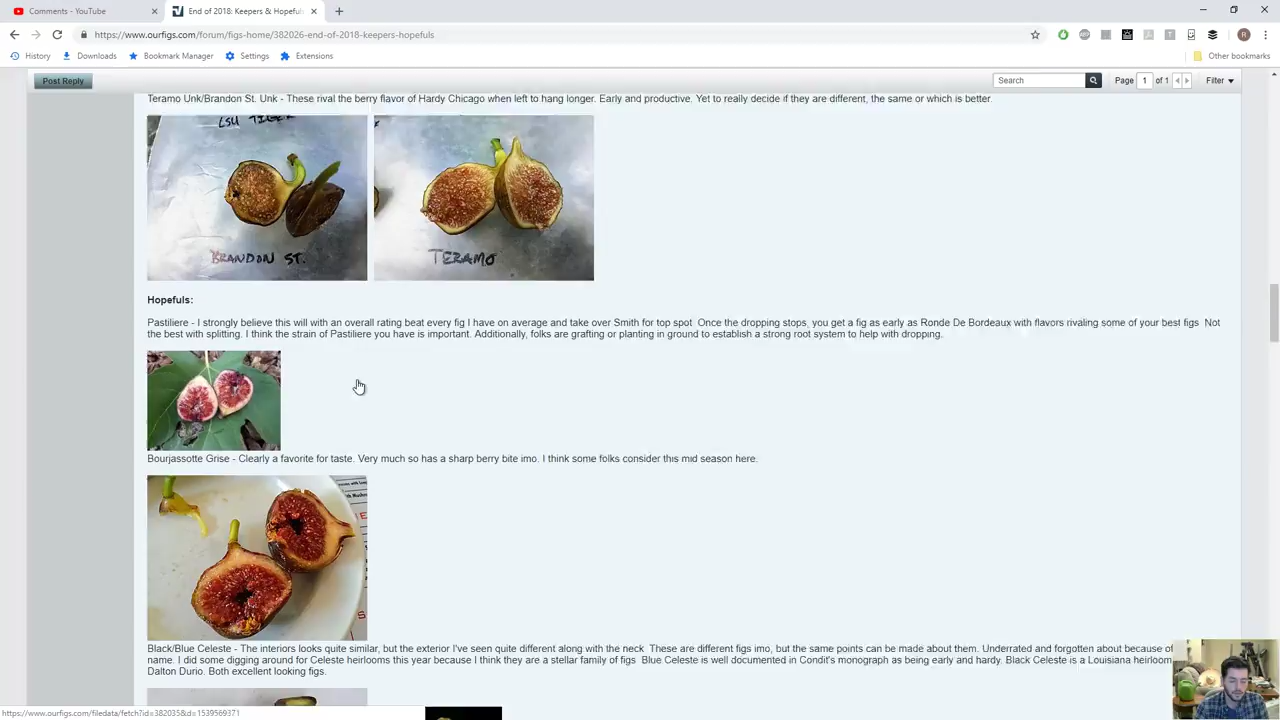 Comments - YouTube
End of 2018: Keepers & Hopefuls
https://www.ourfigs.com/forum/figs-home/382026-end-of-2018-keepers-hopefuls
History Downloads Bookmark Manager Settings Extensions Other bookmarks
Post Reply Search Page 1 of 1 Filter
Teramo Unk/Brandon St. Unk - These rival the berry flavor of Hardy Chicago when left to hang longer. Early and productive. Yet to really decide if they are different, the same or which is better.
LSU TIGER
BRANDON ST.
TERAMO
Hopefuls:
Pastiliere - I strongly believe this will with an overall rating beat every fig I have on average and take over Smith for top spot Once the dropping stops, you get a fig as early as Ronde De Bordeaux with flavors rivaling some of your best figs Not
the best with splitting. I think the strain of Pastiliere you have is important. Additionally, folks are grafting or planting in ground to establish a strong root system to help with dropping.
Bourjassotte Grise - Clearly a favorite for taste. Very much so has a sharp berry bite imo. I think some folks consider this mid season here.
Black/Blue Celeste - The interiors looks quite similar, but the exterior I've seen quite different along with the neck These are different figs imo, but the same points can be made about them. Underrated and forgotten about because of
name. I did some digging around for Celeste heirlooms this year because I think they are a stellar family of figs Blue Celeste is well documented in Condit's monograph as being early and hardy. Black Celeste is a Louisiana heirloom
Dalton Durio. Both excellent looking figs.
https://www.ourfigs.com/filedata/fetch?id=382035&d=1539569371